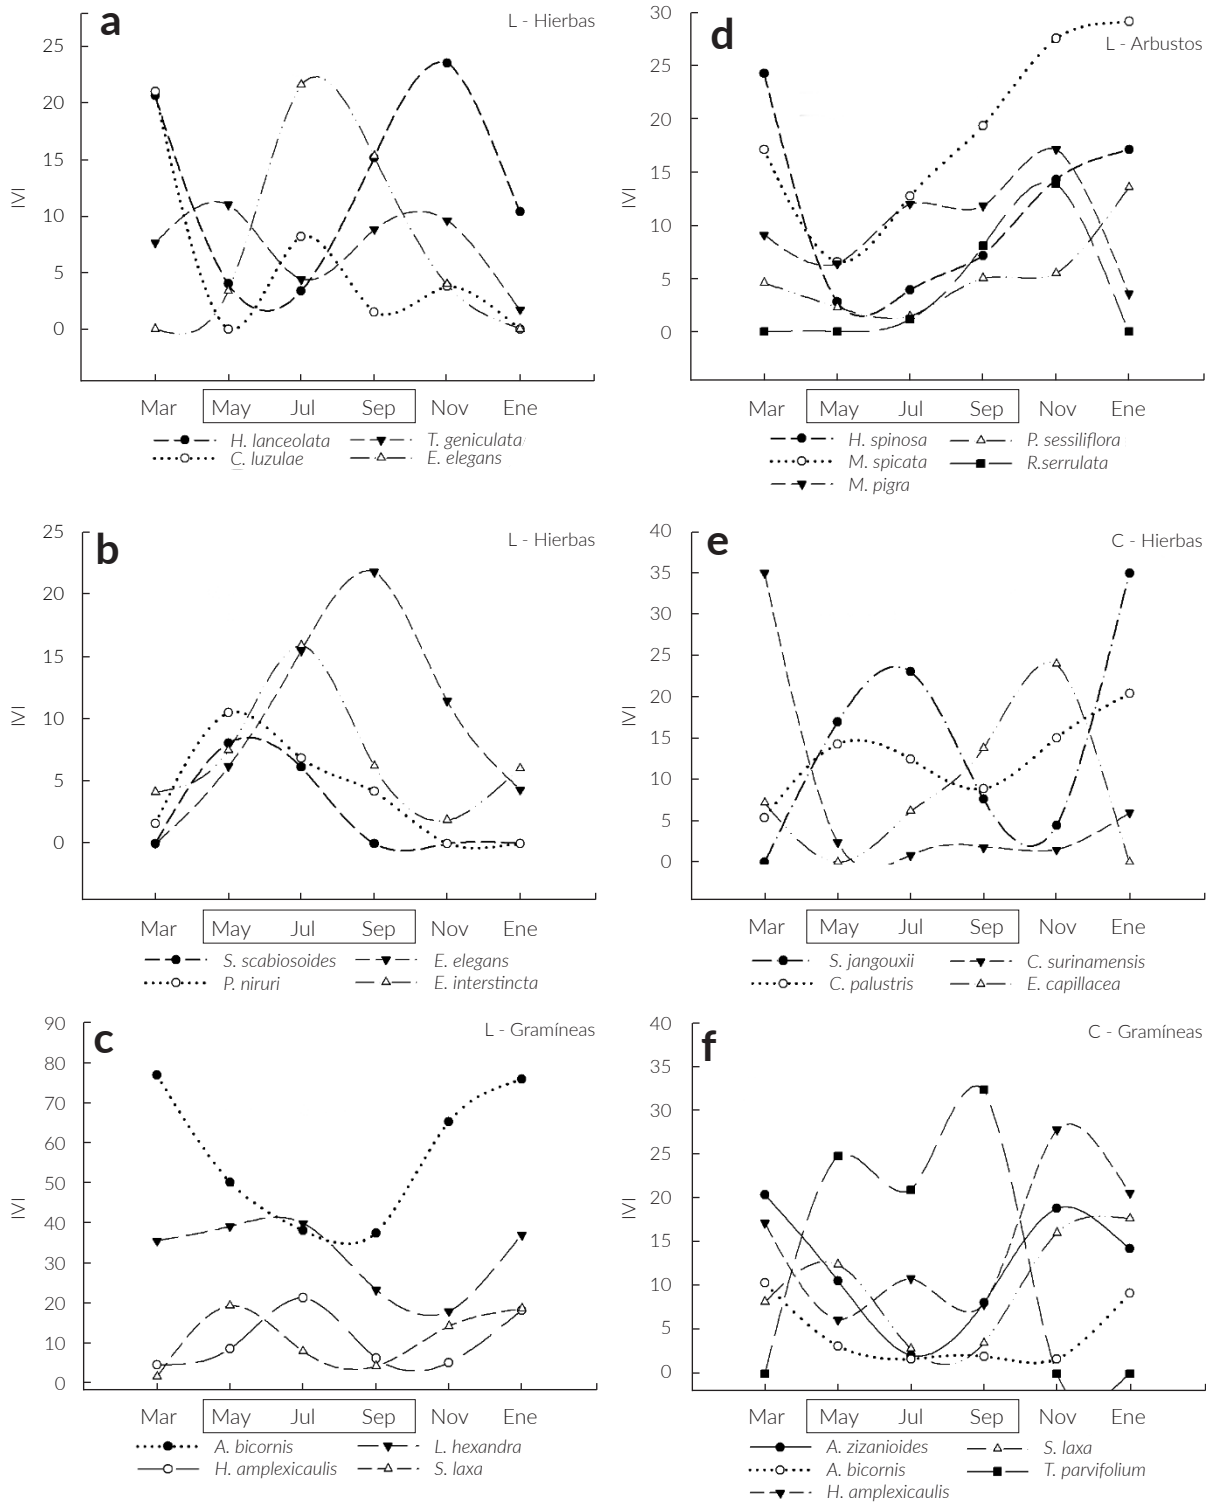 a
L - Hierbas
25
20
15
10
5
0
IVI
Mar May Jul Sep Nov Ene
H. lanceolata T. geniculata
C. luzulae E. elegans
d
L - Arbustos
30
25
20
15
10
5
0
IVI
Mar May Jul Sep Nov Ene
H. spinosa P. sessiliflora
M. spicata R.serrulata
M. pigra
b
L - Hierbas
25
20
15
10
5
0
IVI
Mar May Jul Sep Nov Ene
S. scabiosoides E. elegans
P. niruri E. interstincta
e
C - Hierbas
40
35
30
25
20
15
10
5
0
IVI
Mar May Jul Sep Nov Ene
S. jangouxii C. surinamensis
C. palustris E. capillacea
c
L - Gramíneas
90
80
70
60
50
40
30
20
10
0
IVI
Mar May Jul Sep Nov Ene
A. bicornis L. hexandra
H. amplexicaulis S. laxa
f
C - Gramíneas
40
35
30
25
20
15
10
5
0
IVI
Mar May Jul Sep Nov Ene
A. zizanioides S. laxa
A. bicornis T. parvifolium
H. amplexicaulis